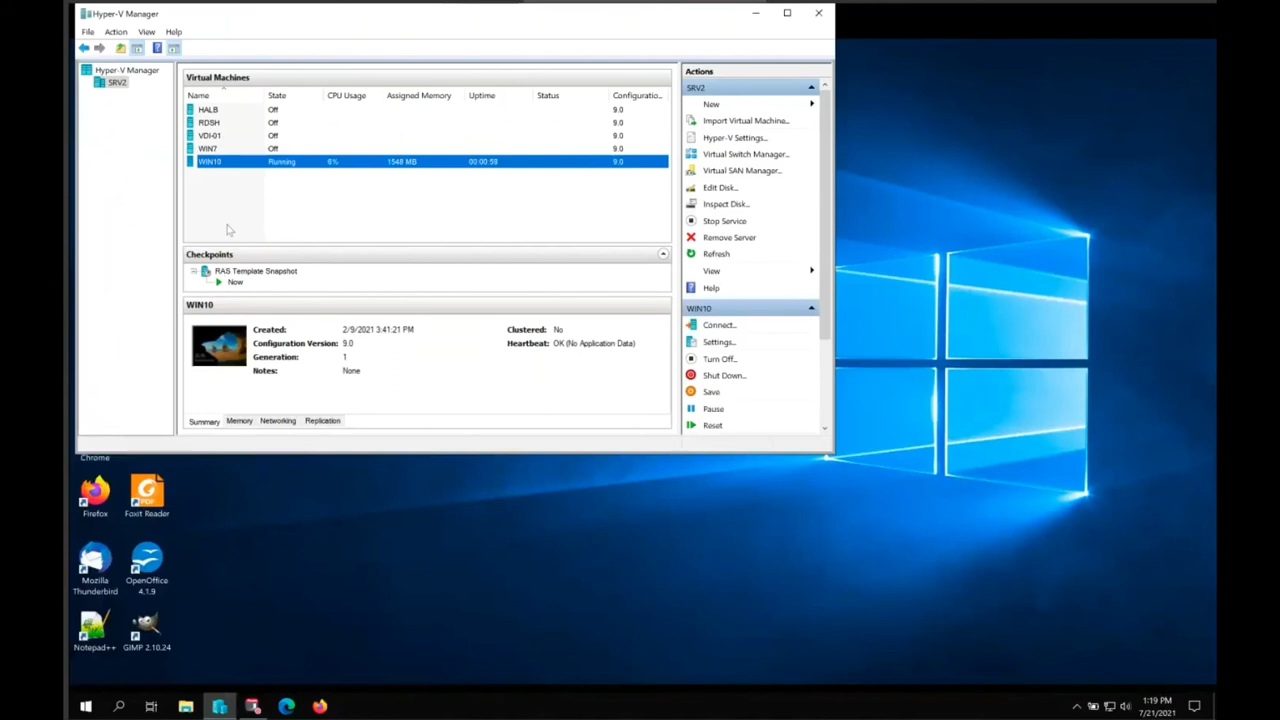 Hyper-V Manager
File Action View Help
Hyper-V Manager
SRV2
Virtual Machines
Name State CPU Usage Assigned Memory Uptime Status Configuratio...
HALB Off 9.0
RDSH Off 9.0
VDI-01 Off 9.0
WIN7 Off 9.0
WIN10 Running 6% 1548 MB 00:00:59 9.0
Checkpoints
RAS Template Snapshot
Now
WIN10
Created: 2/9/2021 3:41:21 PM Clustered: No
Configuration Version: 9.0 Heartbeat: OK (No Application Data)
Generation: 1
Notes: None
Summary Memory Networking Replication
Actions
SRV2
New
Import Virtual Machine...
Hyper-V Settings...
Virtual Switch Manager...
Virtual SAN Manager...
Edit Disk...
Inspect Disk...
Stop Service
Remove Server
Refresh
View
Help
WIN10
Connect...
Settings...
Turn Off...
Shut Down...
Save
Pause
Reset
Chrome
Firefox Foxit Reader
Mozilla Thunderbird
OpenOffice 4.1.9
Notepad++ GIMP 2.10.24
1:19 PM
7/21/2021